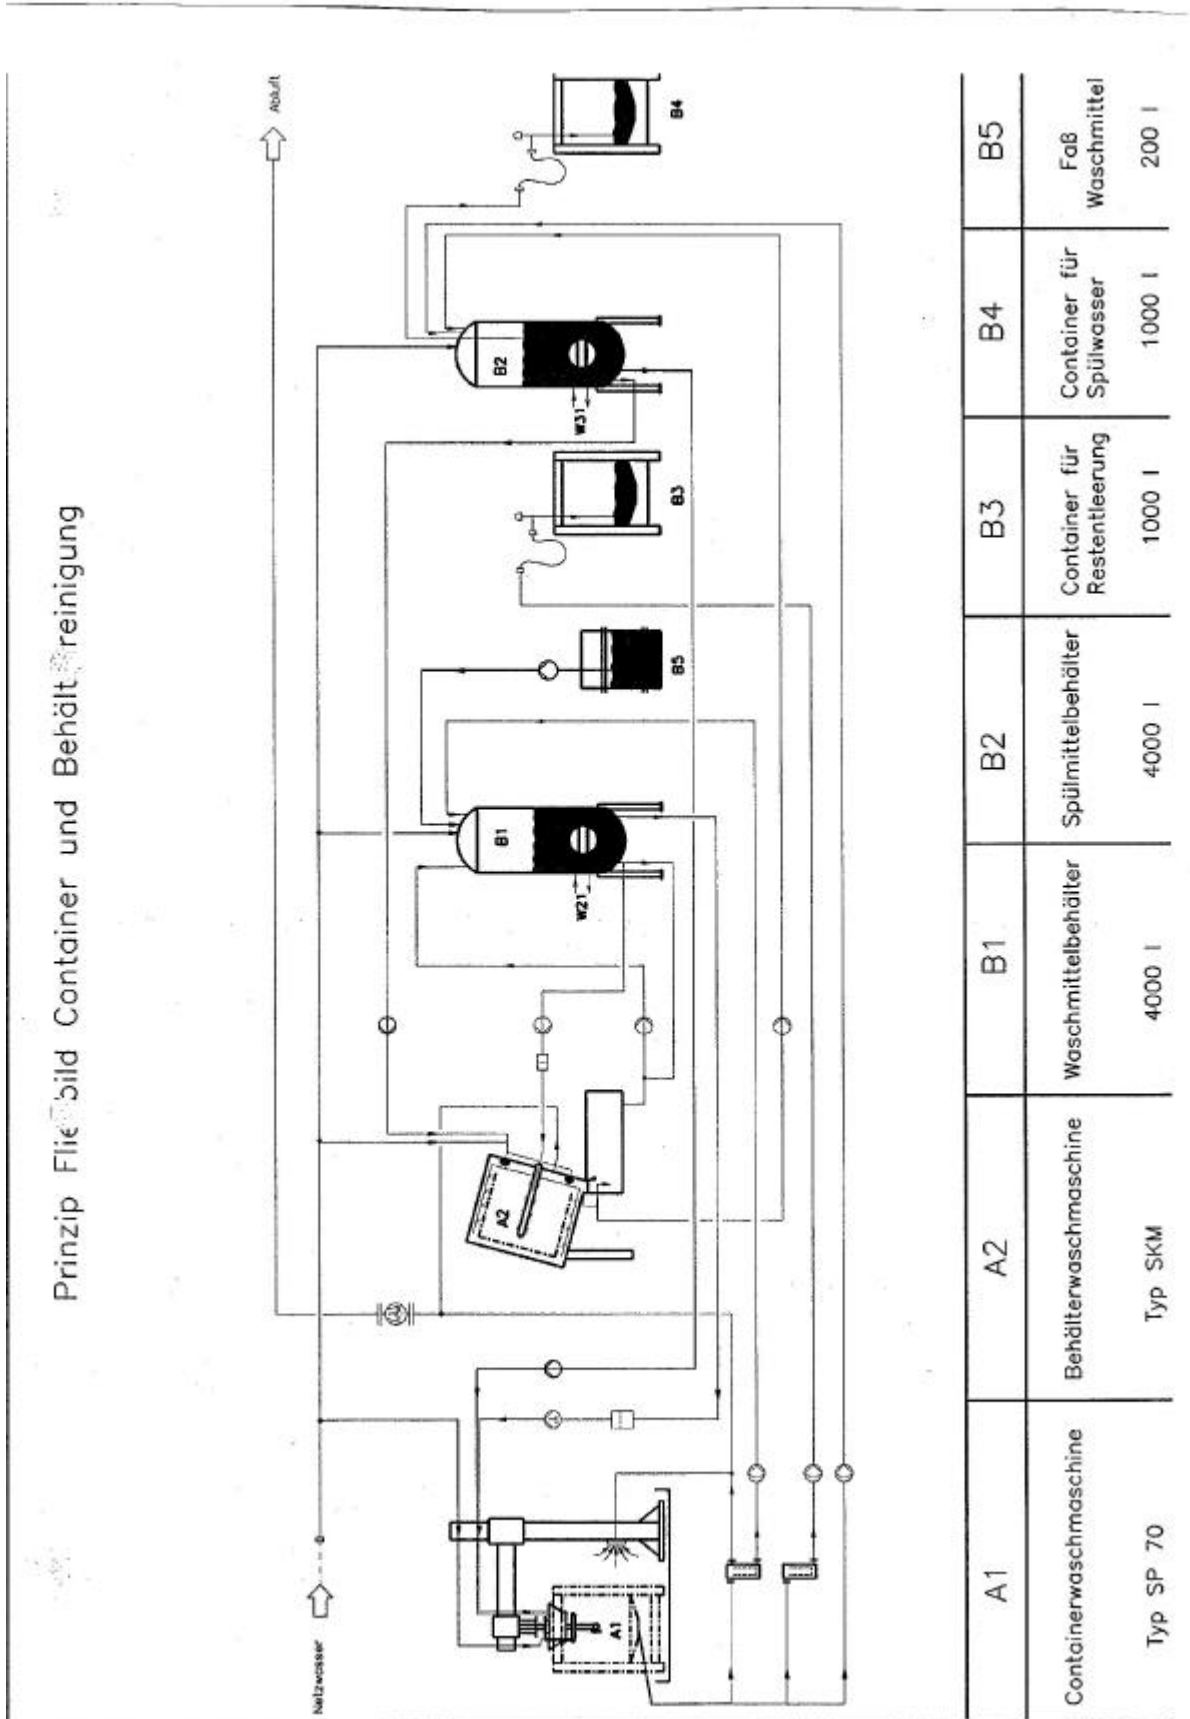 Prinzip Fließbild Container und Behälterreinigung
Netzwasser
Abluft
A1
A2
B1
W21
B5
B3
B2
W31
B4
A1
A2
B1
B2
B3
B4
B5
Containerwaschmaschine
Behälterwaschmaschine
Waschmittelbehälter
Spülmittelbehälter
Container für
Restentleerung
Container für
Spülwasser
Faß
Waschmittel
Typ SP 70
Typ SKM
4000 l
4000 l
1000 l
1000 l
200 l